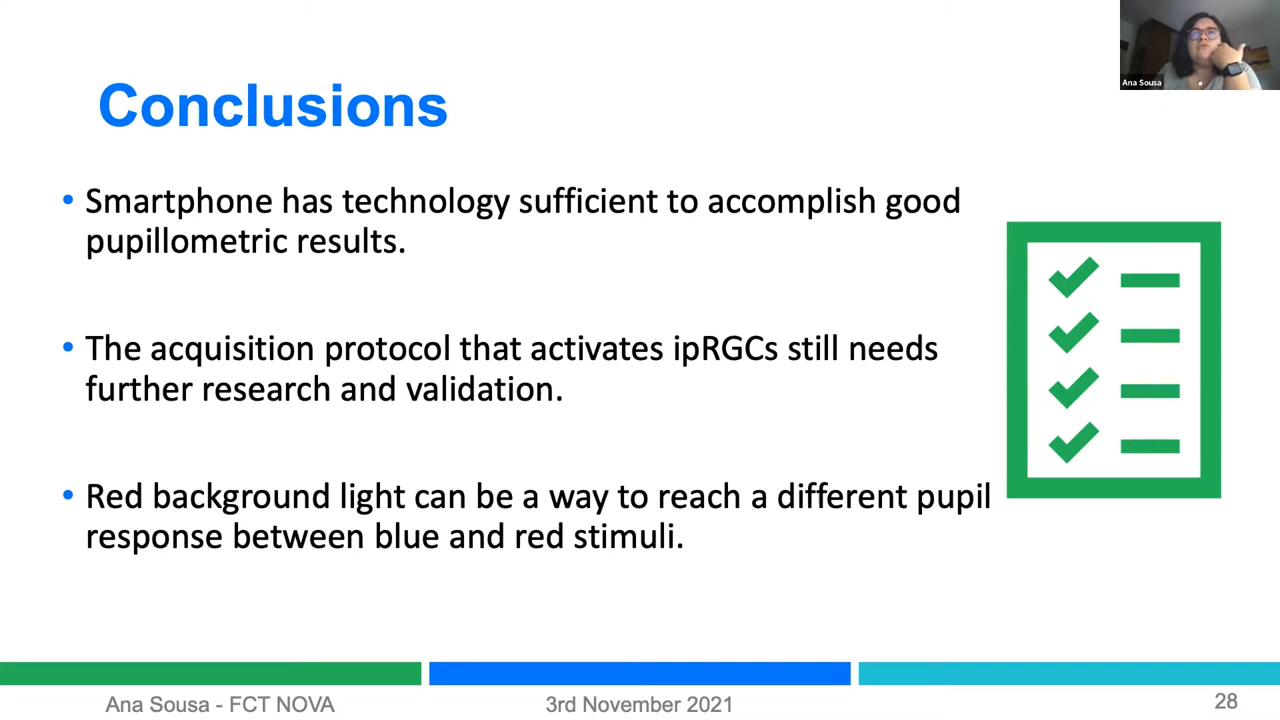 Ana Sousa
Conclusions
• Smartphone has technology sufficient to accomplish good
pupillometric results.
• The acquisition protocol that activates ipRGCs still needs
further research and validation.
• Red background light can be a way to reach a different pupil
response between blue and red stimuli.
Ana Sousa - FCT NOVA
3rd November 2021
28